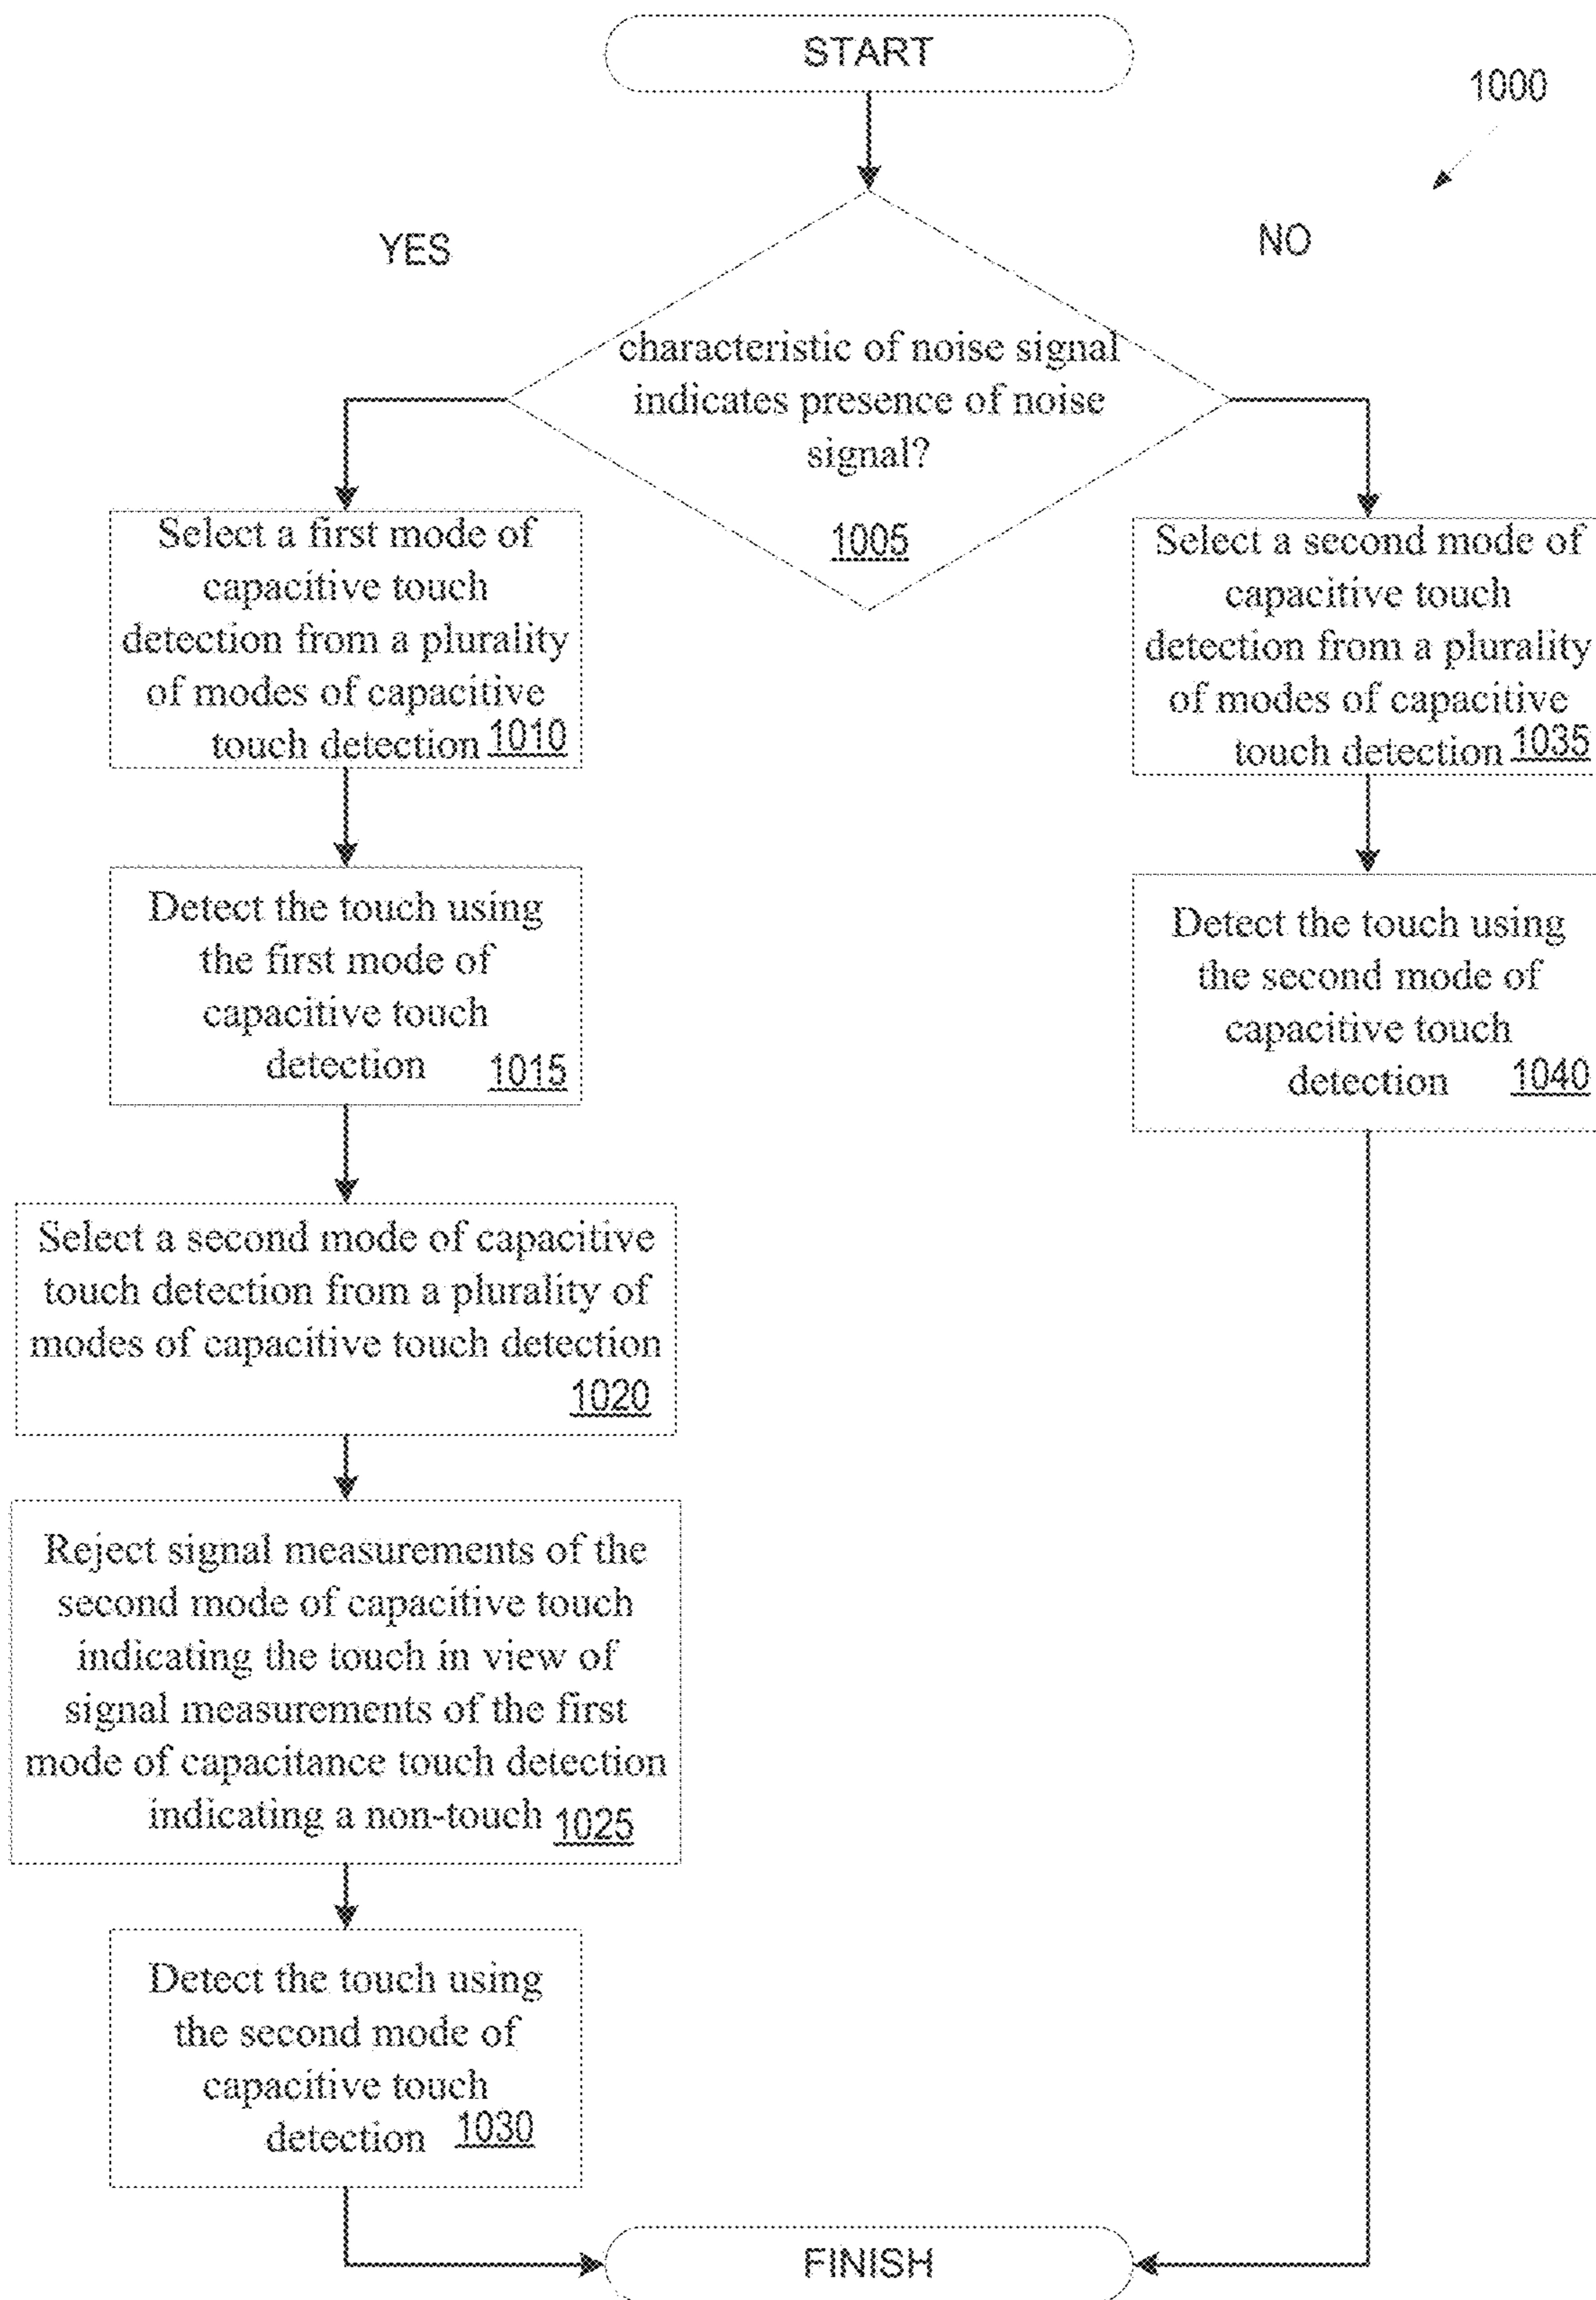 START
1000
YES
NO
characteristic of noise signal
indicates presence of noise
signal?
1005
Select a first mode of
capacitive touch
detection from a plurality
of modes of capacitive
touch detection 1010
Select a second mode of
capacitive touch
detection from a plurality
of modes of capacitive
touch detection 1035
Detect the touch using
the first mode of
capacitive touch
detection 1015
Detect the touch using
the second mode of
capacitive touch
detection 1040
Select a second mode of capacitive
touch detection from a plurality of
modes of capacitive touch detection
1020
Reject signal measurements of the
second mode of capacitive touch
indicating the touch in view of
signal measurements of the first
mode of capacitance touch detection
indicating a non-touch 1025
Detect the touch using
the second mode of
capacitive touch
detection 1030
FINISH